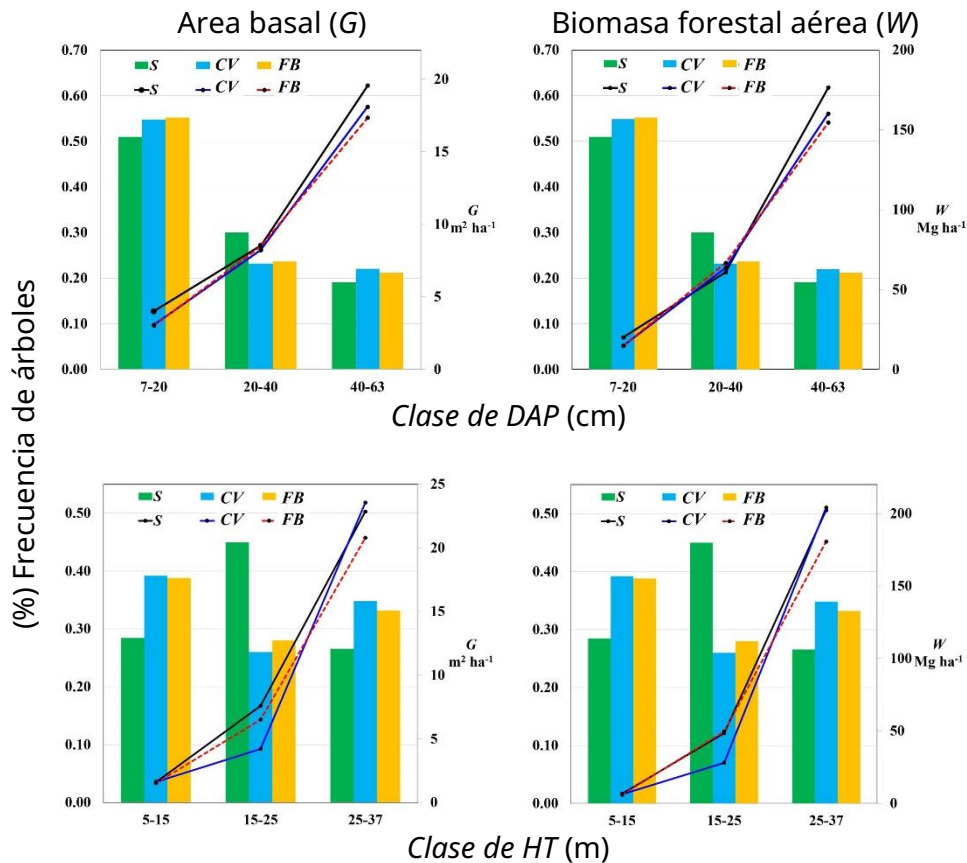 Area basal (G)
Biomasa forestal aérea (W)
(%) Frecuencia de árboles
0.70
0.60
0.50
0.40
0.30
0.20
0.10
0.00
S CV FB
S CV FB
20
15
10
5
0
G
m² ha⁻¹
7-20 20-40 40-63
0.70
0.60
0.50
0.40
0.30
0.20
0.10
0.00
S CV FB
S CV FB
200
150
100
50
0
W
Mg ha⁻¹
7-20 20-40 40-63
Clase de DAP (cm)
0.50
0.40
0.30
0.20
0.10
0.00
S CV FB
S CV FB
25
20
15
10
5
0
G
m² ha⁻¹
5-15 15-25 25-37
0.50
0.40
0.30
0.20
0.10
0.00
S CV FB
S CV FB
200
150
100
50
0
W
Mg ha⁻¹
5-15 15-25 25-37
Clase de HT (m)